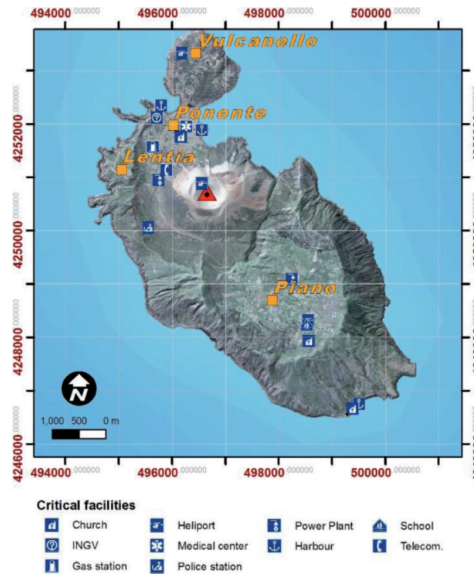 494000.000000 496000.000000 498000.000000 500000.000000
Vulcanello
4252000.000000
Ponente
Lentia
4250000.000000
Piano
4248000.000000
N
1,000 500 0 m
4246000.000000
494000.000000 496000.000000 498000.000000 500000.000000
Critical facilities
Church Heliport Power Plant School
INGV Medical center Harbour Telecom.
Gas station Police station